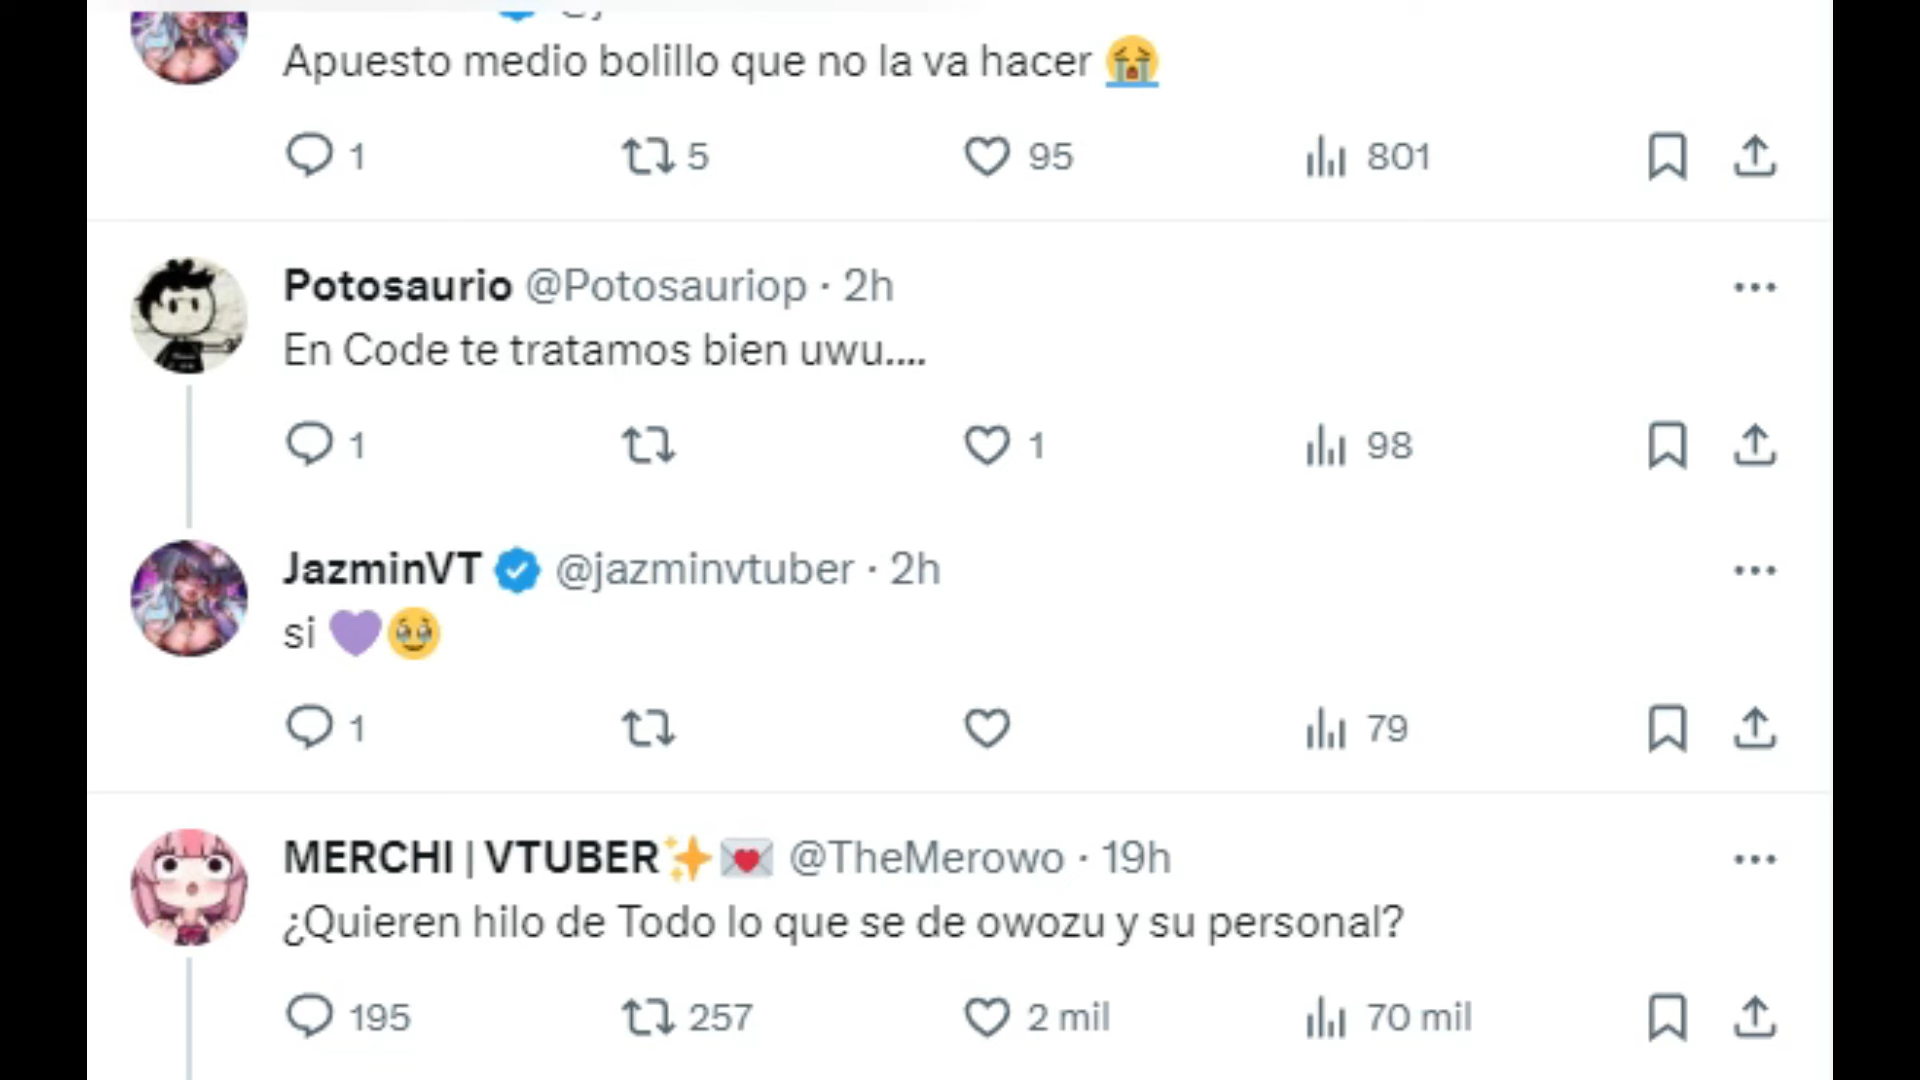 Apuesto medio bolillo que no la va hacer 😭
1 5 95 801
Potosaurio @Potosauriop · 2h
En Code te tratamos bien uwu....
1 1 98
JazminVT @jazminvtuber · 2h
si 💜🥹
1 79
MERCHI | VTUBER✨💌 @TheMerowo · 19h
¿Quieren hilo de Todo lo que se de owozu y su personal?
195 257 2 mil 70 mil